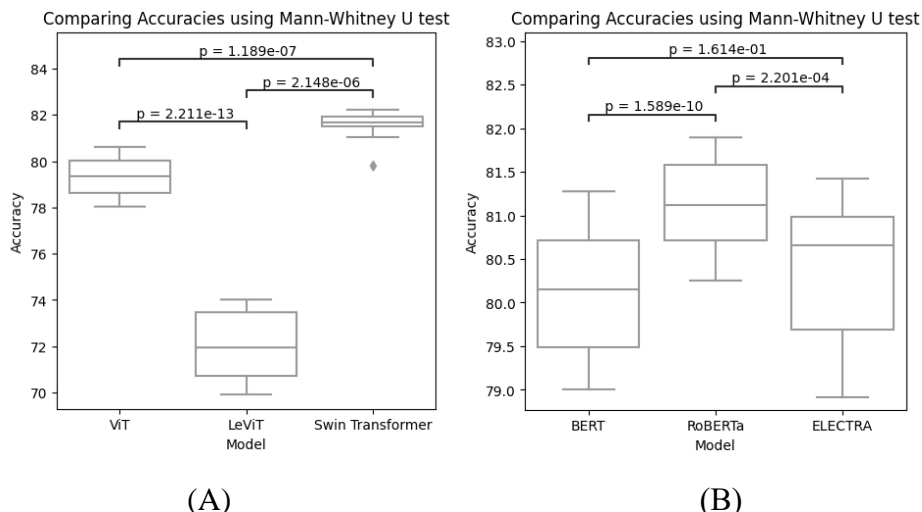 Comparing Accuracies using Mann-Whitney U test
p = 1.189e-07
p = 2.148e-06
p = 2.211e-13
84
82
80
78
76
74
72
70
Accuracy
ViT
LeViT
Swin Transformer
Model
(A)
Comparing Accuracies using Mann-Whitney U test
p = 1.614e-01
p = 2.201e-04
p = 1.589e-10
83.0
82.5
82.0
81.5
81.0
80.5
80.0
79.5
79.0
Accuracy
BERT
RoBERTa
ELECTRA
Model
(B)